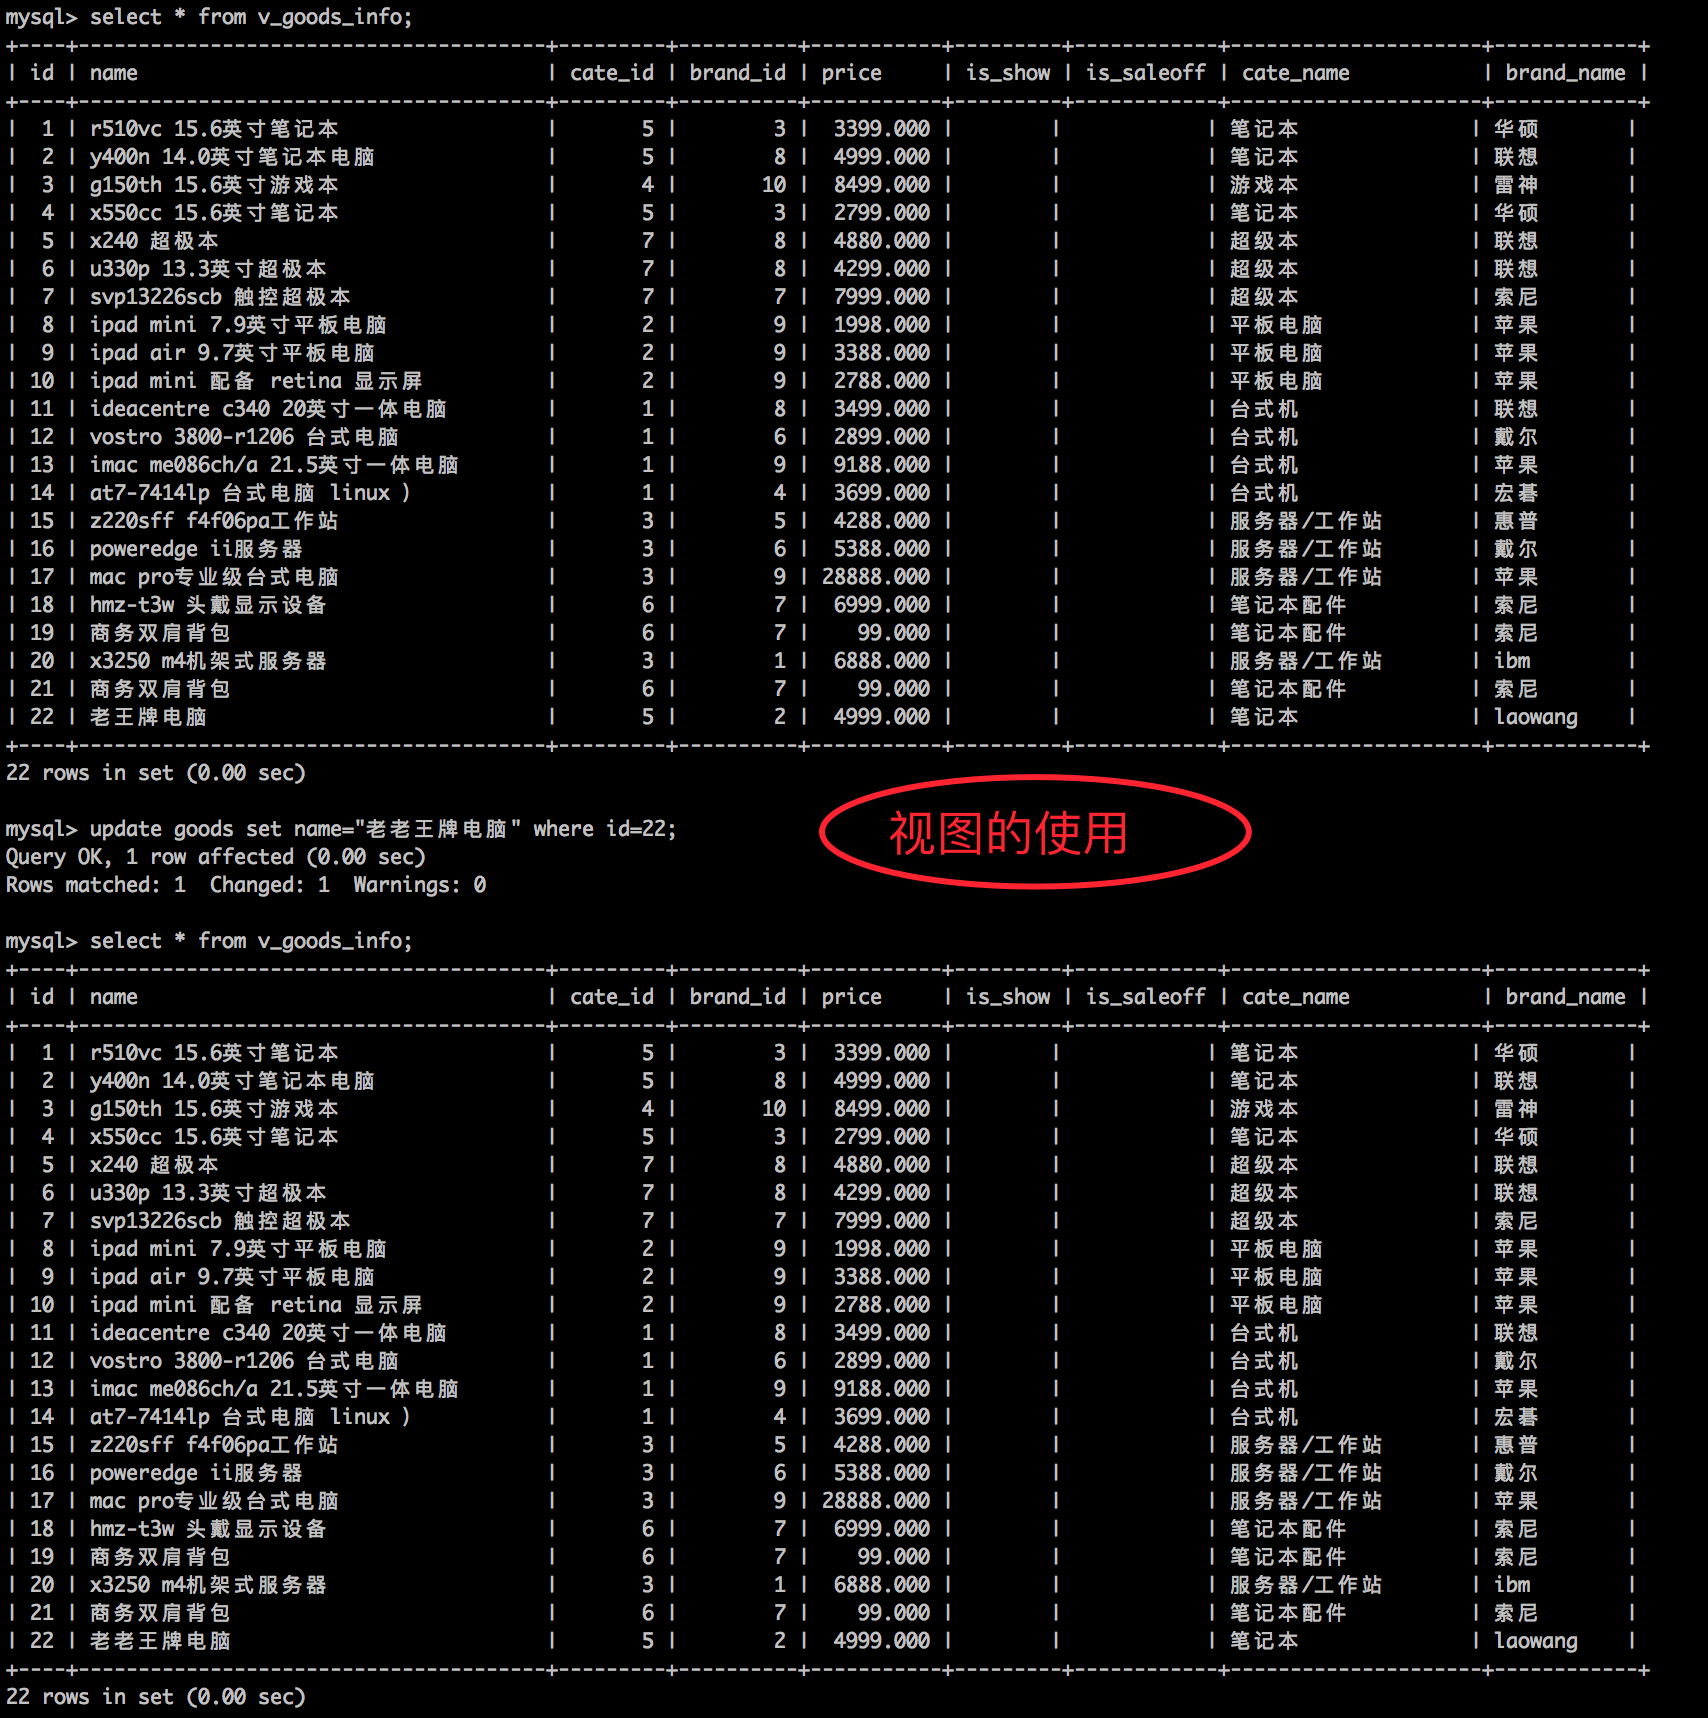 mysql> select * from v_goods_info;
+----+---------------------------------------+---------+----------+-----------+---------+------------+---------------------+------------+
| id | name                                  | cate_id | brand_id | price     | is_show | is_saleoff | cate_name           | brand_name |
+----+---------------------------------------+---------+----------+-----------+---------+------------+---------------------+------------+
|  1 | r510vc 15.6英寸笔记本                 |       5 |        3 |  3399.000 |         |            | 笔记本              | 华硕       |
|  2 | y400n 14.0英寸笔记本电脑              |       5 |        8 |  4999.000 |         |            | 笔记本              | 联想       |
|  3 | g150th 15.6英寸游戏本                 |       4 |       10 |  8499.000 |         |            | 游戏本              | 雷神       |
|  4 | x550cc 15.6英寸笔记本                 |       5 |        3 |  2799.000 |         |            | 笔记本              | 华硕       |
|  5 | x240 超极本                           |       7 |        8 |  4880.000 |         |            | 超级本              | 联想       |
|  6 | u330p 13.3英寸超极本                  |       7 |        8 |  4299.000 |         |            | 超级本              | 联想       |
|  7 | svp13226scb 触控超极本                |       7 |        7 |  7999.000 |         |            | 超级本              | 索尼       |
|  8 | ipad mini 7.9英寸平板电脑             |       2 |        9 |  1998.000 |         |            | 平板电脑            | 苹果       |
|  9 | ipad air 9.7英寸平板电脑              |       2 |        9 |  3388.000 |         |            | 平板电脑            | 苹果       |
| 10 | ipad mini 配备 retina 显示屏          |       2 |        9 |  2788.000 |         |            | 平板电脑            | 苹果       |
| 11 | ideacentre c340 20英寸一体电脑        |       1 |        8 |  3499.000 |         |            | 台式机              | 联想       |
| 12 | vostro 3800-r1206 台式电脑            |       1 |        6 |  2899.000 |         |            | 台式机              | 戴尔       |
| 13 | imac me086ch/a 21.5英寸一体电脑       |       1 |        9 |  9188.000 |         |            | 台式机              | 苹果       |
| 14 | at7-7414lp 台式电脑 linux )           |       1 |        4 |  3699.000 |         |            | 台式机              | 宏碁       |
| 15 | z220sff f4f06pa工作站                 |       3 |        5 |  4288.000 |         |            | 服务器/工作站       | 惠普       |
| 16 | poweredge ii服务器                    |       3 |        6 |  5388.000 |         |            | 服务器/工作站       | 戴尔       |
| 17 | mac pro专业级台式电脑                 |       3 |        9 | 28888.000 |         |            | 服务器/工作站       | 苹果       |
| 18 | hmz-t3w 头戴显示设备                  |       6 |        7 |  6999.000 |         |            | 笔记本配件          | 索尼       |
| 19 | 商务双肩背包                          |       6 |        7 |    99.000 |         |            | 笔记本配件          | 索尼       |
| 20 | x3250 m4机架式服务器                  |       3 |        1 |  6888.000 |         |            | 服务器/工作站       | ibm        |
| 21 | 商务双肩背包                          |       6 |        7 |    99.000 |         |            | 笔记本配件          | 索尼       |
| 22 | 老王牌电脑                            |       5 |        2 |  4999.000 |         |            | 笔记本              | laowang    |
+----+---------------------------------------+---------+----------+-----------+---------+------------+---------------------+------------+
22 rows in set (0.00 sec)
mysql> update goods set name="老老王牌电脑" where id=22;
视图的使用
Query OK, 1 row affected (0.00 sec)
Rows matched: 1  Changed: 1  Warnings: 0
mysql> select * from v_goods_info;
+----+---------------------------------------+---------+----------+-----------+---------+------------+---------------------+------------+
| id | name                                  | cate_id | brand_id | price     | is_show | is_saleoff | cate_name           | brand_name |
+----+---------------------------------------+---------+----------+-----------+---------+------------+---------------------+------------+
|  1 | r510vc 15.6英寸笔记本                 |       5 |        3 |  3399.000 |         |            | 笔记本              | 华硕       |
|  2 | y400n 14.0英寸笔记本电脑              |       5 |        8 |  4999.000 |         |            | 笔记本              | 联想       |
|  3 | g150th 15.6英寸游戏本                 |       4 |       10 |  8499.000 |         |            | 游戏本              | 雷神       |
|  4 | x550cc 15.6英寸笔记本                 |       5 |        3 |  2799.000 |         |            | 笔记本              | 华硕       |
|  5 | x240 超极本                           |       7 |        8 |  4880.000 |         |            | 超级本              | 联想       |
|  6 | u330p 13.3英寸超极本                  |       7 |        8 |  4299.000 |         |            | 超级本              | 联想       |
|  7 | svp13226scb 触控超极本                |       7 |        7 |  7999.000 |         |            | 超级本              | 索尼       |
|  8 | ipad mini 7.9英寸平板电脑             |       2 |        9 |  1998.000 |         |            | 平板电脑            | 苹果       |
|  9 | ipad air 9.7英寸平板电脑              |       2 |        9 |  3388.000 |         |            | 平板电脑            | 苹果       |
| 10 | ipad mini 配备 retina 显示屏          |       2 |        9 |  2788.000 |         |            | 平板电脑            | 苹果       |
| 11 | ideacentre c340 20英寸一体电脑        |       1 |        8 |  3499.000 |         |            | 台式机              | 联想       |
| 12 | vostro 3800-r1206 台式电脑            |       1 |        6 |  2899.000 |         |            | 台式机              | 戴尔       |
| 13 | imac me086ch/a 21.5英寸一体电脑       |       1 |        9 |  9188.000 |         |            | 台式机              | 苹果       |
| 14 | at7-7414lp 台式电脑 linux )           |       1 |        4 |  3699.000 |         |            | 台式机              | 宏碁       |
| 15 | z220sff f4f06pa工作站                 |       3 |        5 |  4288.000 |         |            | 服务器/工作站       | 惠普       |
| 16 | poweredge ii服务器                    |       3 |        6 |  5388.000 |         |            | 服务器/工作站       | 戴尔       |
| 17 | mac pro专业级台式电脑                 |       3 |        9 | 28888.000 |         |            | 服务器/工作站       | 苹果       |
| 18 | hmz-t3w 头戴显示设备                  |       6 |        7 |  6999.000 |         |            | 笔记本配件          | 索尼       |
| 19 | 商务双肩背包                          |       6 |        7 |    99.000 |         |            | 笔记本配件          | 索尼       |
| 20 | x3250 m4机架式服务器                  |       3 |        1 |  6888.000 |         |            | 服务器/工作站       | ibm        |
| 21 | 商务双肩背包                          |       6 |        7 |    99.000 |         |            | 笔记本配件          | 索尼       |
| 22 | 老老王牌电脑                          |       5 |        2 |  4999.000 |         |            | 笔记本              | laowang    |
+----+---------------------------------------+---------+----------+-----------+---------+------------+---------------------+------------+
22 rows in set (0.00 sec)